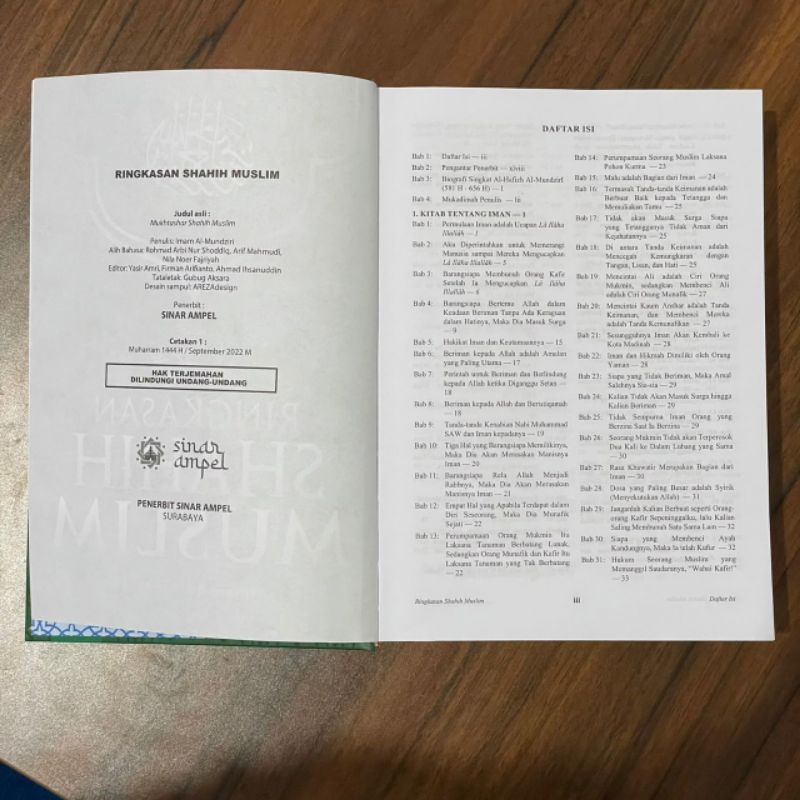 RINGKASAN SHAHIH MUSLIM
Judul asli :
Mukhtashar Shahih Muslim
Penulis: Imam Al-Mundziri
Alih Bahasa: Rohmad Arbi Nur Shoddiq, Arif Mahmudi,
Nila Noer Fajriyah
Editor: Yasir Amri, Firman Arifianto, Ahmad Ihsanuddin
Tataletak: Gubug Aksara
Desain sampul: AREZAdesign
Penerbit :
SINAR AMPEL
Cetakan 1 :
Muharram 1444 H / September 2022 M
HAK TERJEMAHAN
DILINDUNGI UNDANG-UNDANG
sinar
ampel
PENERBIT SINAR AMPEL
SURABAYA
DAFTAR ISI
Bab 1: Daftar Isi — iii
Bab 2: Pengantar Penerbit — xlviii
Bab 3: Biografi Singkat Al-Hafizh Al-Mundziri
(581 H - 656 H) — l
Bab 4: Mukadimah Penulis — lii
1. KITAB TENTANG IMAN — 1
Bab 1: Permulaan Iman adalah Ucapan Lâ Ilâha
Illallâh — 1
Bab 2: Aku Diperintahkan untuk Memerangi
Manusia sampai Mereka Mengucapkan
Lâ Ilâha Illallâh — 5
Bab 3: Barangsiapa Membunuh Orang Kafir
Setelah Ia Mengucapkan Lâ Ilâha
Illallâh — 6
Bab 4: Barangsiapa Bertemu Allah dalam
Keadaan Beriman Tanpa Ada Keraguan
dalam Hatinya, Maka Dia Masuk Surga
— 9
Bab 5: Hakikat Iman dan Keutamannya — 15
Bab 6: Beriman kepada Allah adalah Amalan
yang Paling Utama — 17
Bab 7: Perintah untuk Beriman dan Berlindung
kepada Allah ketika Diganggu Setan —
18
Bab 8: Beriman kepada Allah dan Beristiqamah
— 18
Bab 9: Tanda-tanda Kenabian Nabi Muhammad
SAW dan Iman kepadanya — 19
Bab 10: Tiga Hal yang Barangsiapa Memilikinya,
Maka Dia Akan Merasakan Manisnya
Iman — 20
Bab 11: Barangsiapa Rela Allah Menjadi
Rabbnya, Maka Dia Akan Merasakan
Manisnya Iman — 21
Bab 12: Empat Hal yang Apabila Terdapat dalam
Diri Seseorang, Maka Dia Munafik
Sejati — 22
Bab 13: Perumpamaan Orang Mukmin Itu
Laksana Tanaman Berbatang Lunak,
Sedangkan Orang Munafik dan Kafir Itu
Laksana Tanaman yang Tak Berbatang
— 22
Bab 14: Perumpamaan Seorang Muslim Laksana
Pohon Kurma — 23
Bab 15: Malu adalah Bagian dari Iman — 24
Bab 16: Termasuk Tanda-tanda Keimanan adalah
Berbuat Baik kepada Tetangga dan
Memuliakan Tamu — 25
Bab 17: Tidak akan Masuk Surga Siapa
yang Tetangganya Tidak Aman dari
Kejahatannya — 25
Bab 18: Di antara Tanda Keimanan adalah
Mencegah Kemungkaran dengan
Tangan, Lisan, dan Hati — 25
Bab 19: Mencintai Ali adalah Ciri Orang
Mukmin, sedangkan Membenci Ali
adalah Ciri Orang Munafik — 27
Bab 20: Mencintai Kaum Anshar adalah Tanda
Keimanan, dan Membenci Mereka
adalah Tanda Kemunafikan — 27
Bab 21: Sesungguhnya Iman Akan Kembali ke
Kota Madinah — 28
Bab 22: Iman dan Hikmah Dimiliki oleh Orang
Yaman — 28
Bab 23: Siapa yang Tidak Beriman, Maka Amal
Salehnya Sia-sia — 29
Bab 24: Kalian Tidak Akan Masuk Surga hingga
Kalian Beriman — 29
Bab 25: Tidak Sempurna Iman Orang yang
Berzina Saat Ia Berzina — 29
Bab 26: Seorang Mukmin Tidak akan Terperosok
Dua Kali ke Dalam Lubang yang Sama
— 30
Bab 27: Rasa Khawatir Merupakan Bagian dari
Iman — 30
Bab 28: Dosa yang Paling Besar adalah Syirik
(Menyekutukan Allah) — 31
Bab 29: Janganlah Kalian Berbuat seperti Orang-
orang Kafir Sepeninggalku, lalu Kalian
Saling Membunuh Satu Sama Lain — 32
Bab 30: Siapa yang Membenci Ayah
Kandungnya, Maka Ia telah Kufur — 32
Bab 31: Hukum Seorang Muslim yang
Memanggil Saudaranya, "Wahai Kafir!"
— 33
Ringkasan Shahih Muslim
iii
Daftar Isi